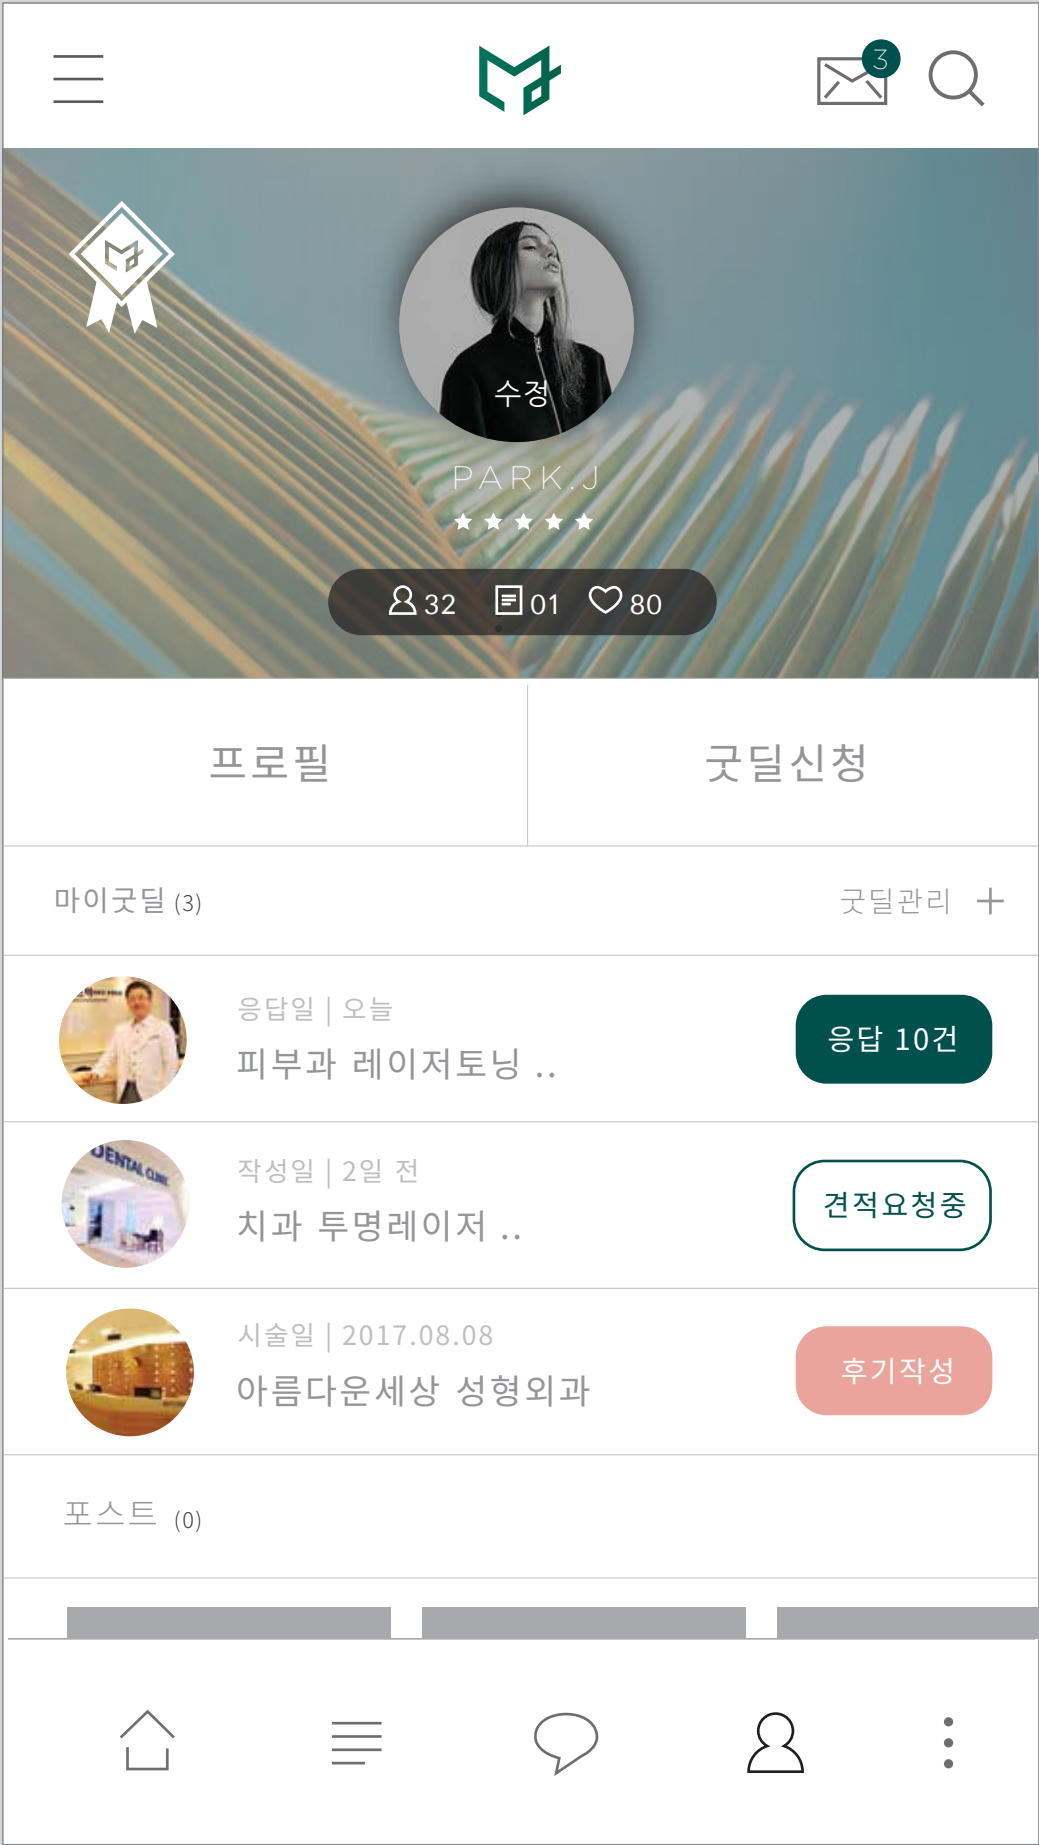 3
수정
PARK.J
32 01 80
프로필 굿딜신청
마이굿딜 (3) 굿딜관리
응답일 | 오늘
피부과 레이저토닝 ..
응답 10건
DENTAL CLINIC
작성일 | 2일 전
치과 투명레이저 ..
견적요청중
시술일 | 2017.08.08
아름다운세상 성형외과
후기작성
포스트 (0)